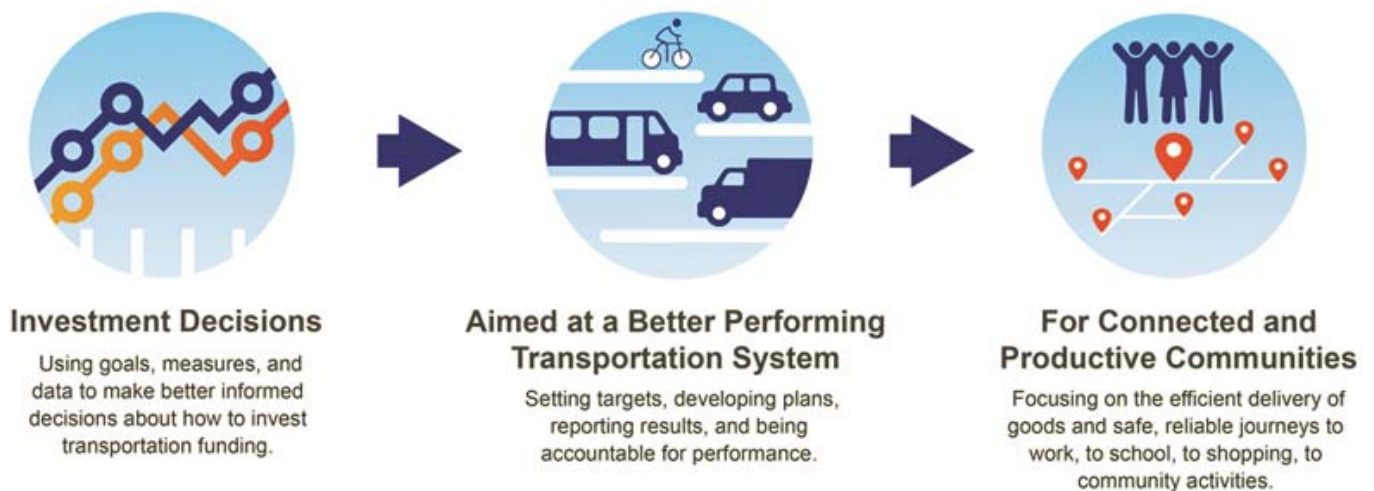 Investment Decisions
Using goals, measures, and
data to make better informed
decisions about how to invest
transportation funding.
Aimed at a Better Performing
Transportation System
Setting targets, developing plans,
reporting results, and being
accountable for performance.
For Connected and
Productive Communities
Focusing on the efficient delivery of
goods and safe, reliable journeys to
work, to school, to shopping, to
community activities.